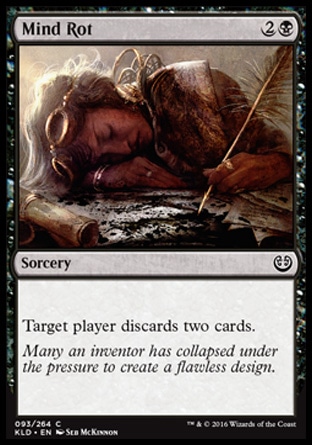 Mind Rot 2
Sorcery
Target player discards two cards.
Many an inventor has collapsed under
the pressure to create a flawless design.
093/264 C
KLD • EN Seb McKinnon ™ & © 2016 Wizards of the Coast